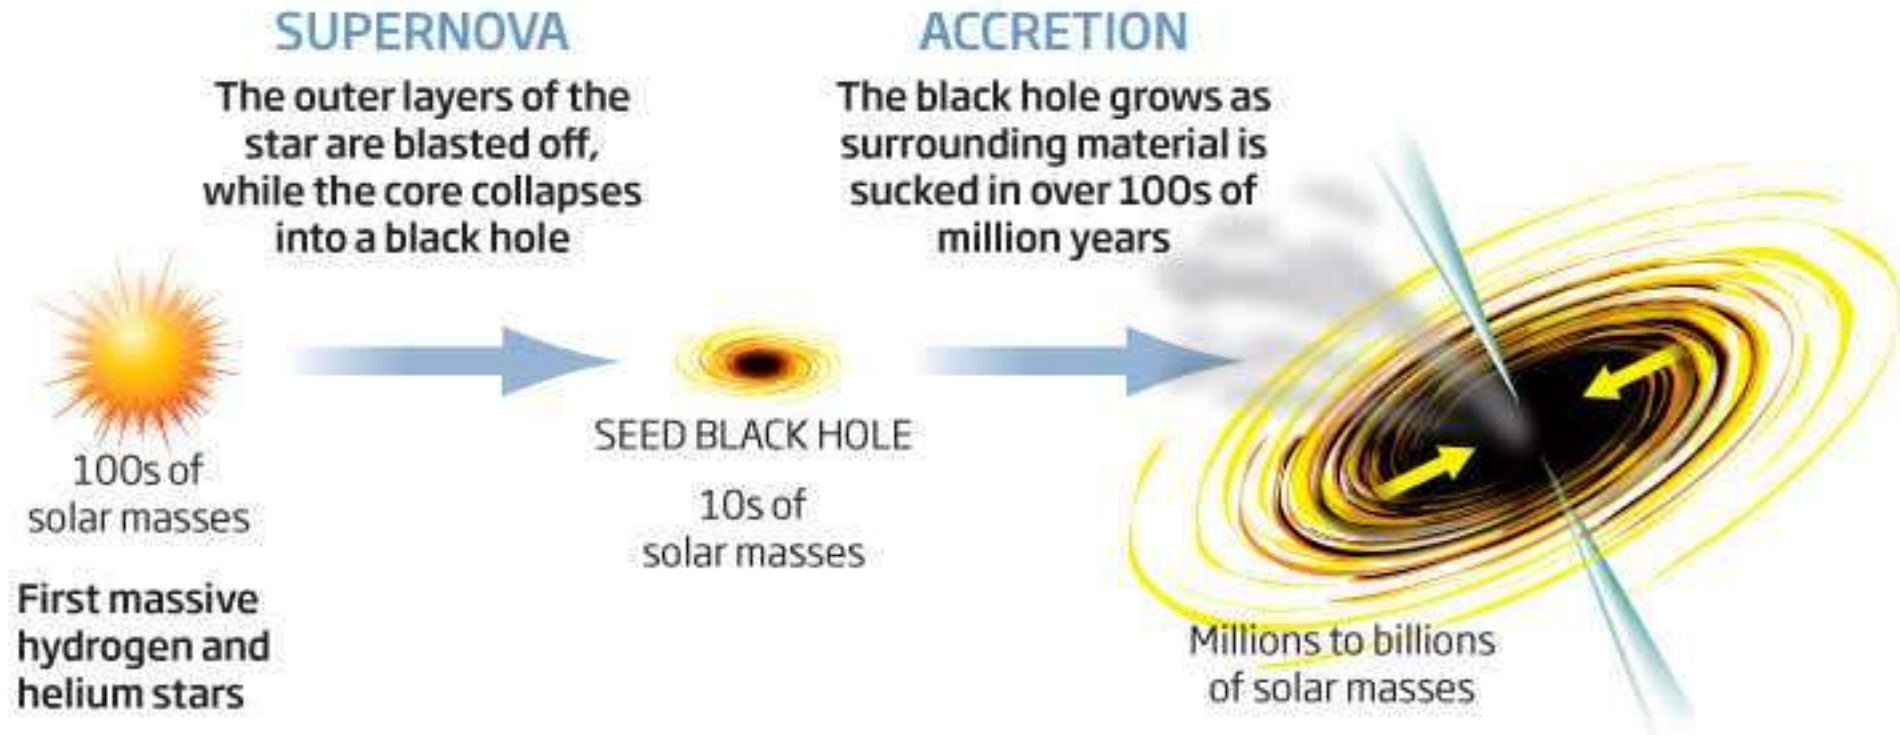 SUPERNOVA
The outer layers of the
star are blasted off,
while the core collapses
into a black hole
ACCRETION
The black hole grows as
surrounding material is
sucked in over 100s of
million years
100s of
solar masses
First massive
hydrogen and
helium stars
SEED BLACK HOLE
10s of
solar masses
Millions to billions
of solar masses